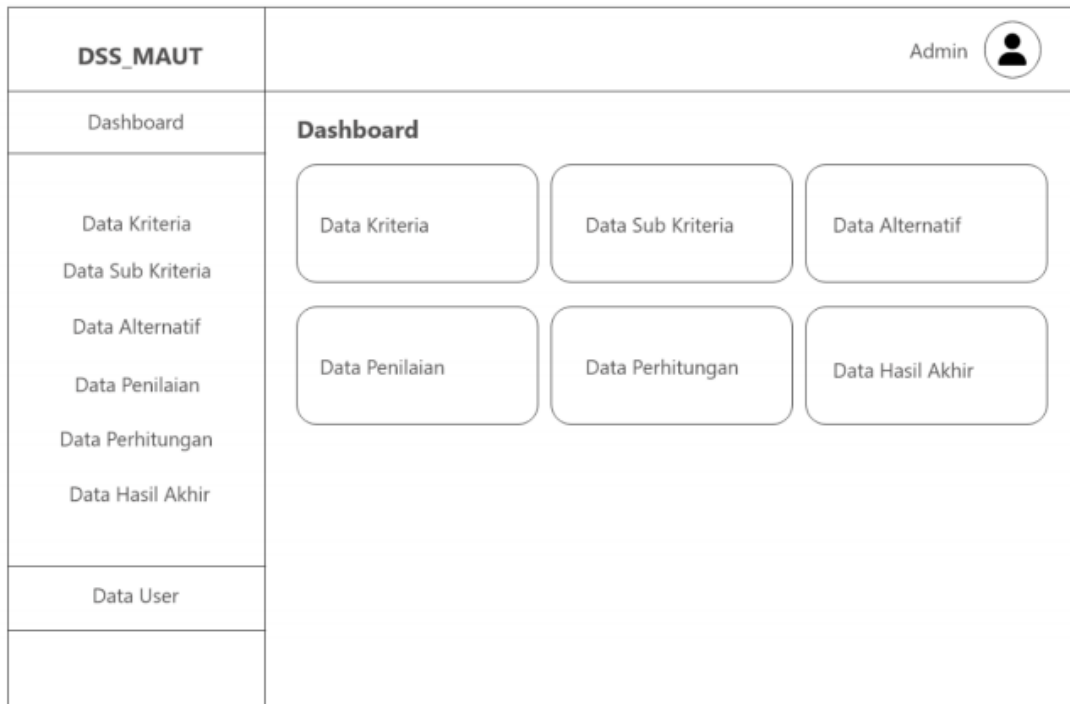 DSS_MAUT
Admin
Dashboard
Data Kriteria
Data Sub Kriteria
Data Alternatif
Data Penilaian
Data Perhitungan
Data Hasil Akhir
Data User
Dashboard
Data Kriteria
Data Sub Kriteria
Data Alternatif
Data Penilaian
Data Perhitungan
Data Hasil Akhir